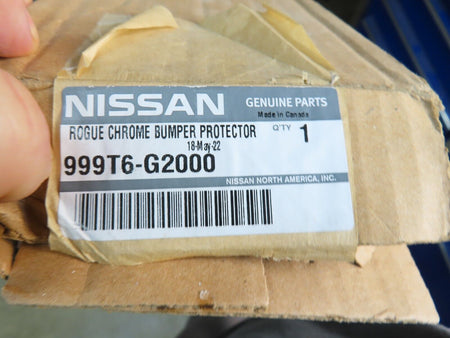 NISSAN GENUINE PARTS
Made in Canada
ROGUE CHROME BUMPER PROTECTOR Q'TY 1
18-May-22
999T6-G2000
NISSAN NORTH AMERICA, INC.